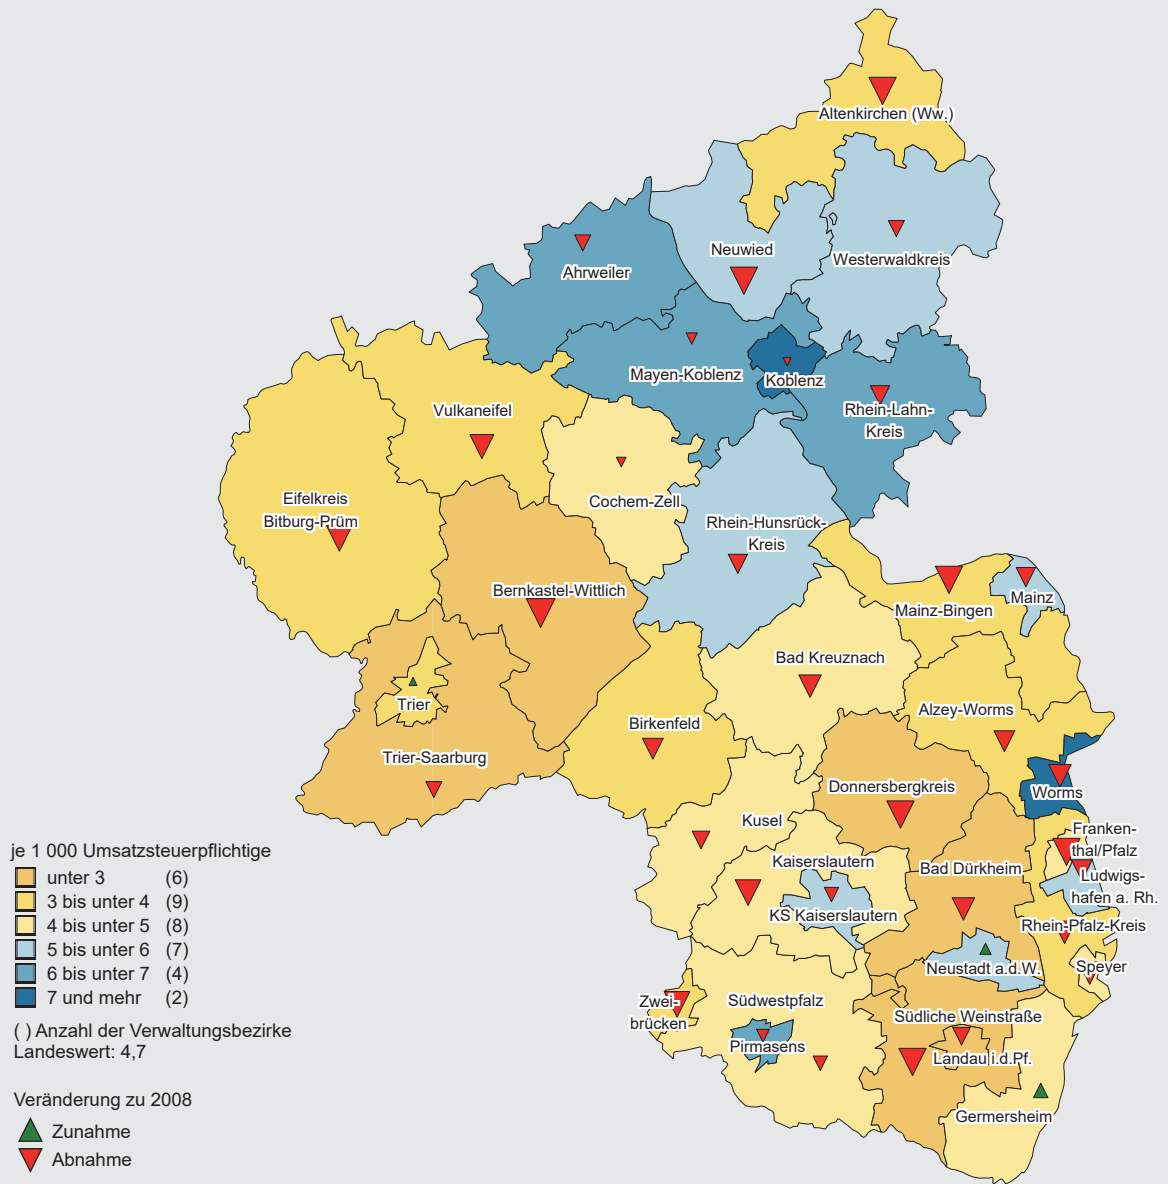 Altenkirchen (Ww.)
Neuwied
Westerwaldkreis
Ahrweiler
Mayen-Koblenz
Koblenz
Rhein-Lahn-
Kreis
Vulkaneifel
Cochem-Zell
Eifelkreis
Bitburg-Prüm
Rhein-Hunsrück-
Kreis
Bernkastel-Wittlich
Mainz-Bingen
Mainz
Bad Kreuznach
Trier
Alzey-Worms
Birkenfeld
Trier-Saarburg
Donnersbergkreis
Worms
Kusel
Franken-
thal/Pfalz
Kaiserslautern
Bad Dürkheim
Ludwigs-
hafen a. Rh.
KS Kaiserslautern
Rhein-Pfalz-Kreis
Neustadt a.d.W.
Speyer
Zwei-
brücken
Südwestpfalz
Südliche Weinstraße
Pirmasens
Landau i.d.Pf.
Germersheim
je 1 000 Umsatzsteuerpflichtige
unter 3 (6)
3 bis unter 4 (9)
4 bis unter 5 (8)
5 bis unter 6 (7)
6 bis unter 7 (4)
7 und mehr (2)
( ) Anzahl der Verwaltungsbezirke
Landeswert: 4,7
Veränderung zu 2008
Zunahme
Abnahme